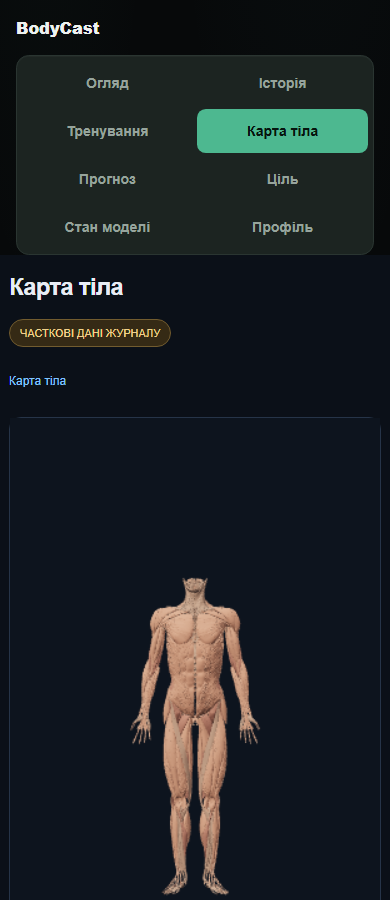 BodyCast
Огляд
Історія
Тренування
Карта тіла
Прогноз
Ціль
Стан моделі
Профіль
Карта тіла
ЧАСТКОВІ ДАНІ ЖУРНАЛУ
Карта тіла